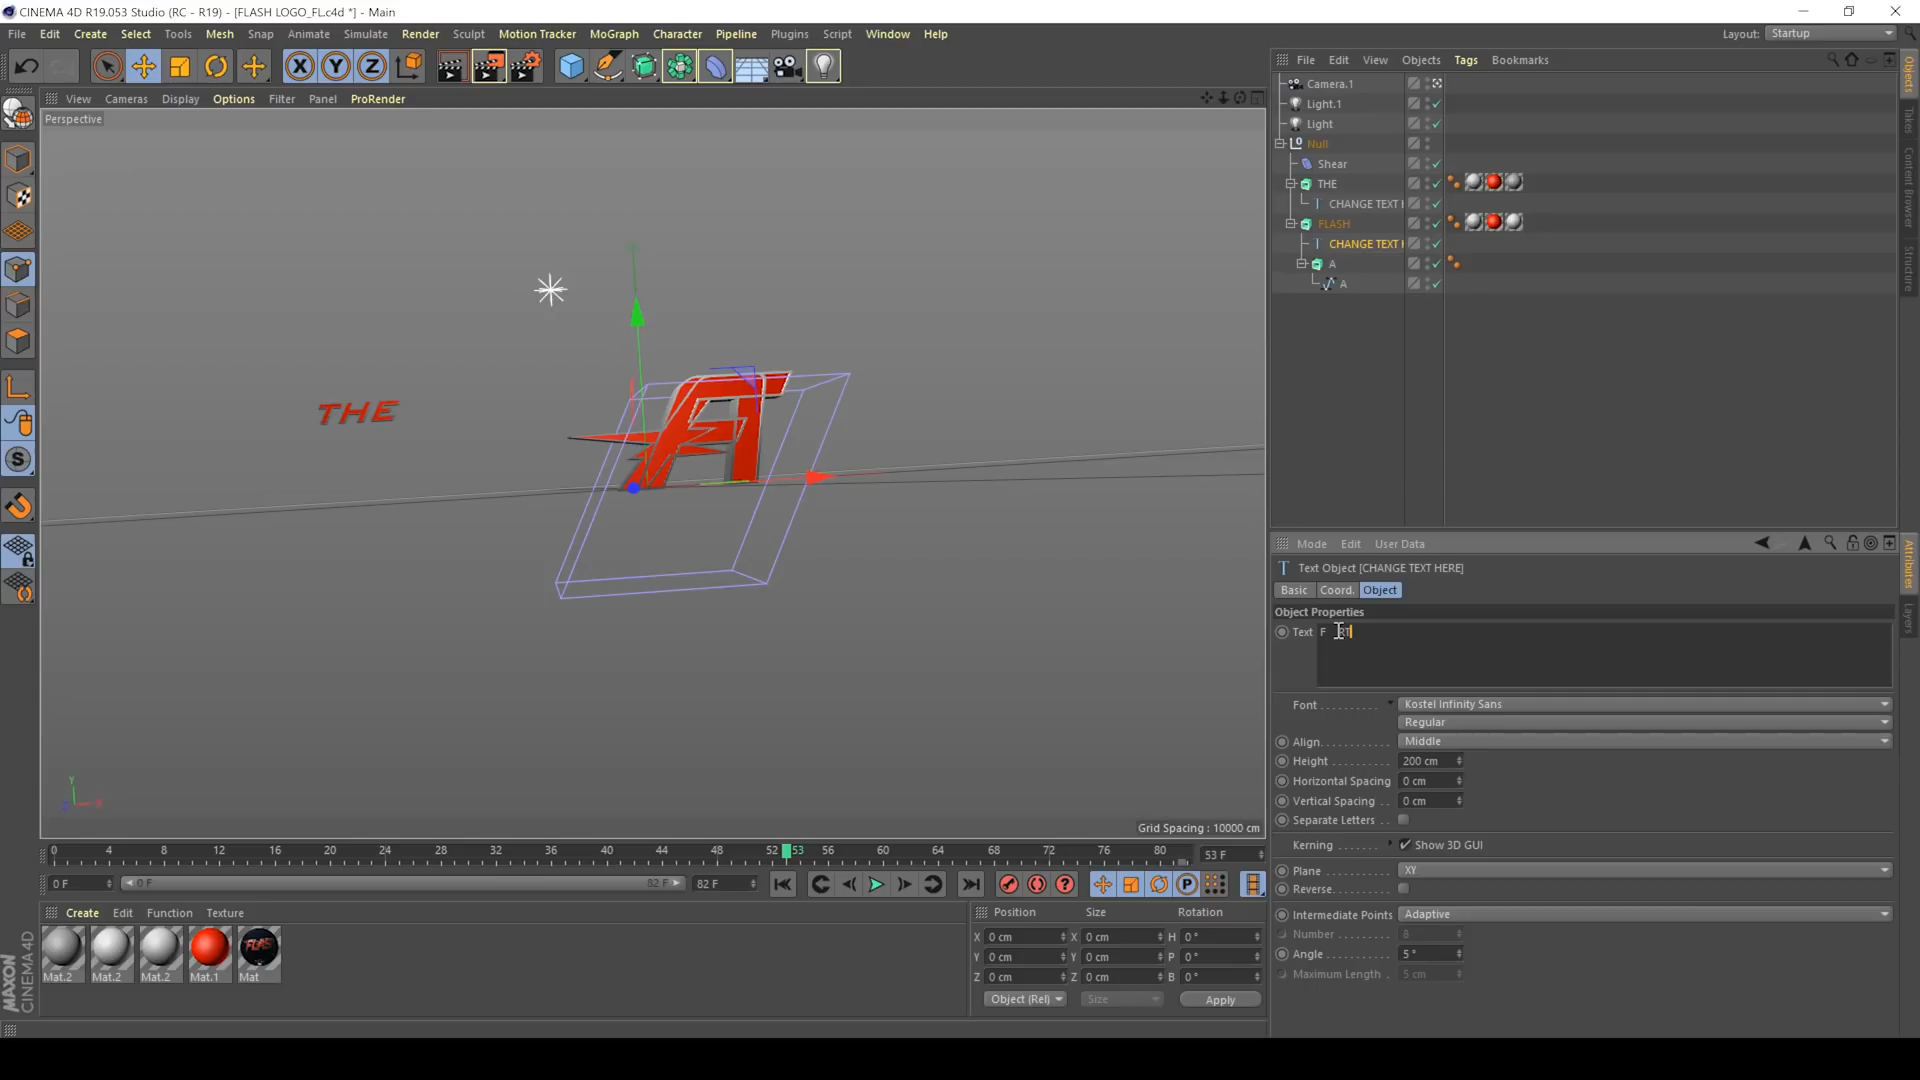 CINEMA 4D R19.053 Studio (RC - R19) - [FLASH LOGO_FL.c4d *] - Main
File Edit Create Select Tools Mesh Snap Animate Simulate Render Sculpt Motion Tracker MoGraph Character Pipeline Plugins Script Window Help
Layout: Startup
X Y Z
File Edit View Objects Tags Bookmarks
View Cameras Display Options Filter Panel ProRender
Perspective
Camera.1
Light.1
Light
Null
Shear
THE
CHANGE TEXT H
FLASH
CHANGE TEXT H
A
A
Objects
Takes
Content Browser
Structure
THE
A
Grid Spacing : 10000 cm
Mode Edit User Data
Text Object [CHANGE TEXT HERE]
Basic Coord. Object
Object Properties
Text F
Font Kostel Infinity Sans
Regular
Align Middle
Height 200 cm
Horizontal Spacing 0 cm
Vertical Spacing 0 cm
Separate Letters
Kerning Show 3D GUI
Plane XY
Reverse
Intermediate Points Adaptive
Number 8
Angle 5°
Maximum Length 5 cm
Attributes
Layers
0 4 8 12 16 20 24 28 32 36 40 44 48 52 53 56 60 64 68 72 76 80
53 F
0 F 0 F 82 F 82 F
Create Edit Function Texture
Mat.2 Mat.2 Mat.2 Mat.1 Mat
Position Size Rotation
X 0 cm X 0 cm H 0°
Y 0 cm Y 0 cm P 0°
Z 0 cm Z 0 cm B 0°
Object (Rel) Size Apply
MAXON
CINEMA 4D